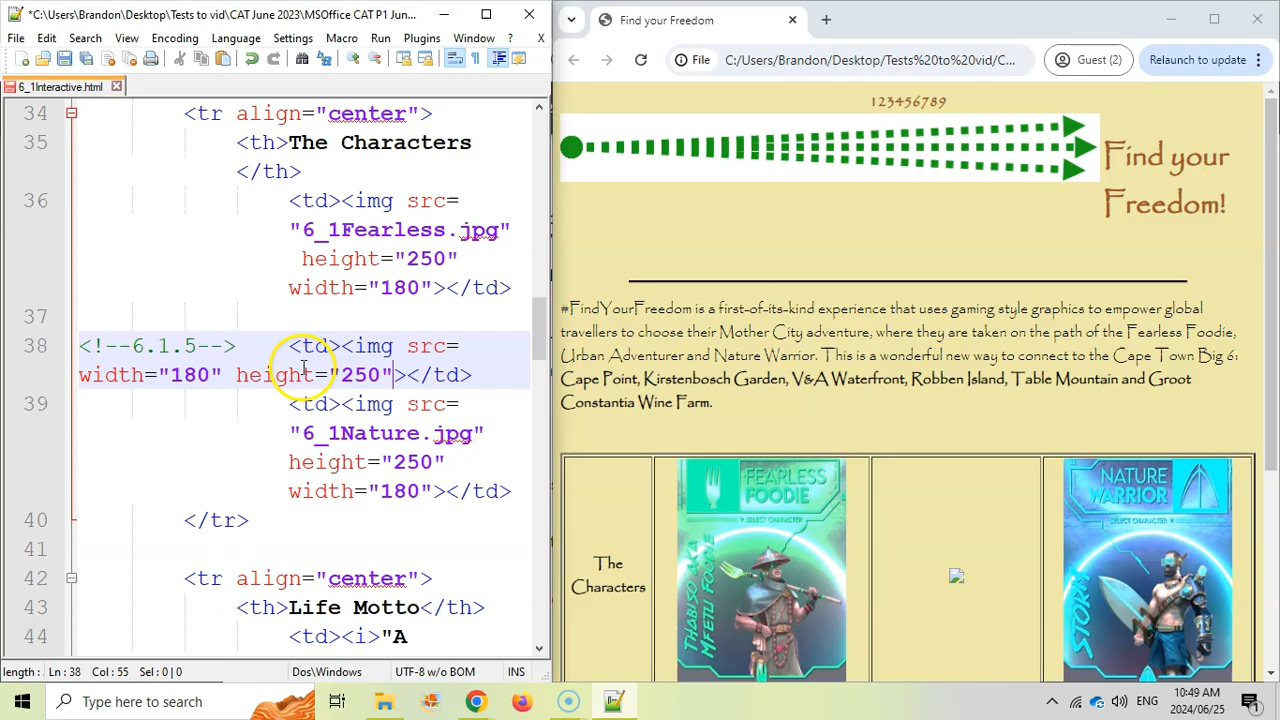 *C:\Users\Brandon\Desktop\Tests to vid\CAT June 2023\MSOffice CAT P1 Jun...
File Edit Search View Encoding Language Settings Macro Run Plugins Window ? X
6_1Interactive.html
34 <tr align="center">
35 <th>The Characters
</th>
36 <td><img src=
"6_1Fearless.jpg"
height="250"
width="180"></td>
37
38 <!--6.1.5--> <td><img src=
width="180" height="250"></td>
39 <td><img src=
"6_1Nature.jpg"
height="250"
width="180"></td>
40 </tr>
41
42 <tr align="center">
43 <th>Life Motto</th>
44 <td><i>"A
length: Ln : 38 Col : 55 Sel : 0 | 0 Dos\Windows UTF-8 w/o BOM INS
Find your Freedom
File C:/Users/Brandon/Desktop/Tests%20to%20vid/C... Guest (2) Relaunch to update
123456789
Find your
Freedom!
#FindYourFreedom is a first-of-its-kind experience that uses gaming style graphics to empower global
travellers to choose their Mother City adventure, where they are taken on the path of the Fearless Foodie,
Urban Adventurer and Nature Warrior. This is a wonderful new way to connect to the Cape Town Big 6:
Cape Point, Kirstenbosch Garden, V&A Waterfront, Robben Island, Table Mountain and Groot
Constantia Wine Farm.
The
Characters
FEARLESS
FOODIE
SELECT CHARACTER
THABISO AKA
MFETU FOODIE
NATURE
WARRIOR
SELECT CHARACTER
STORM
Type here to search
ENG
10:49 AM
2024/06/25